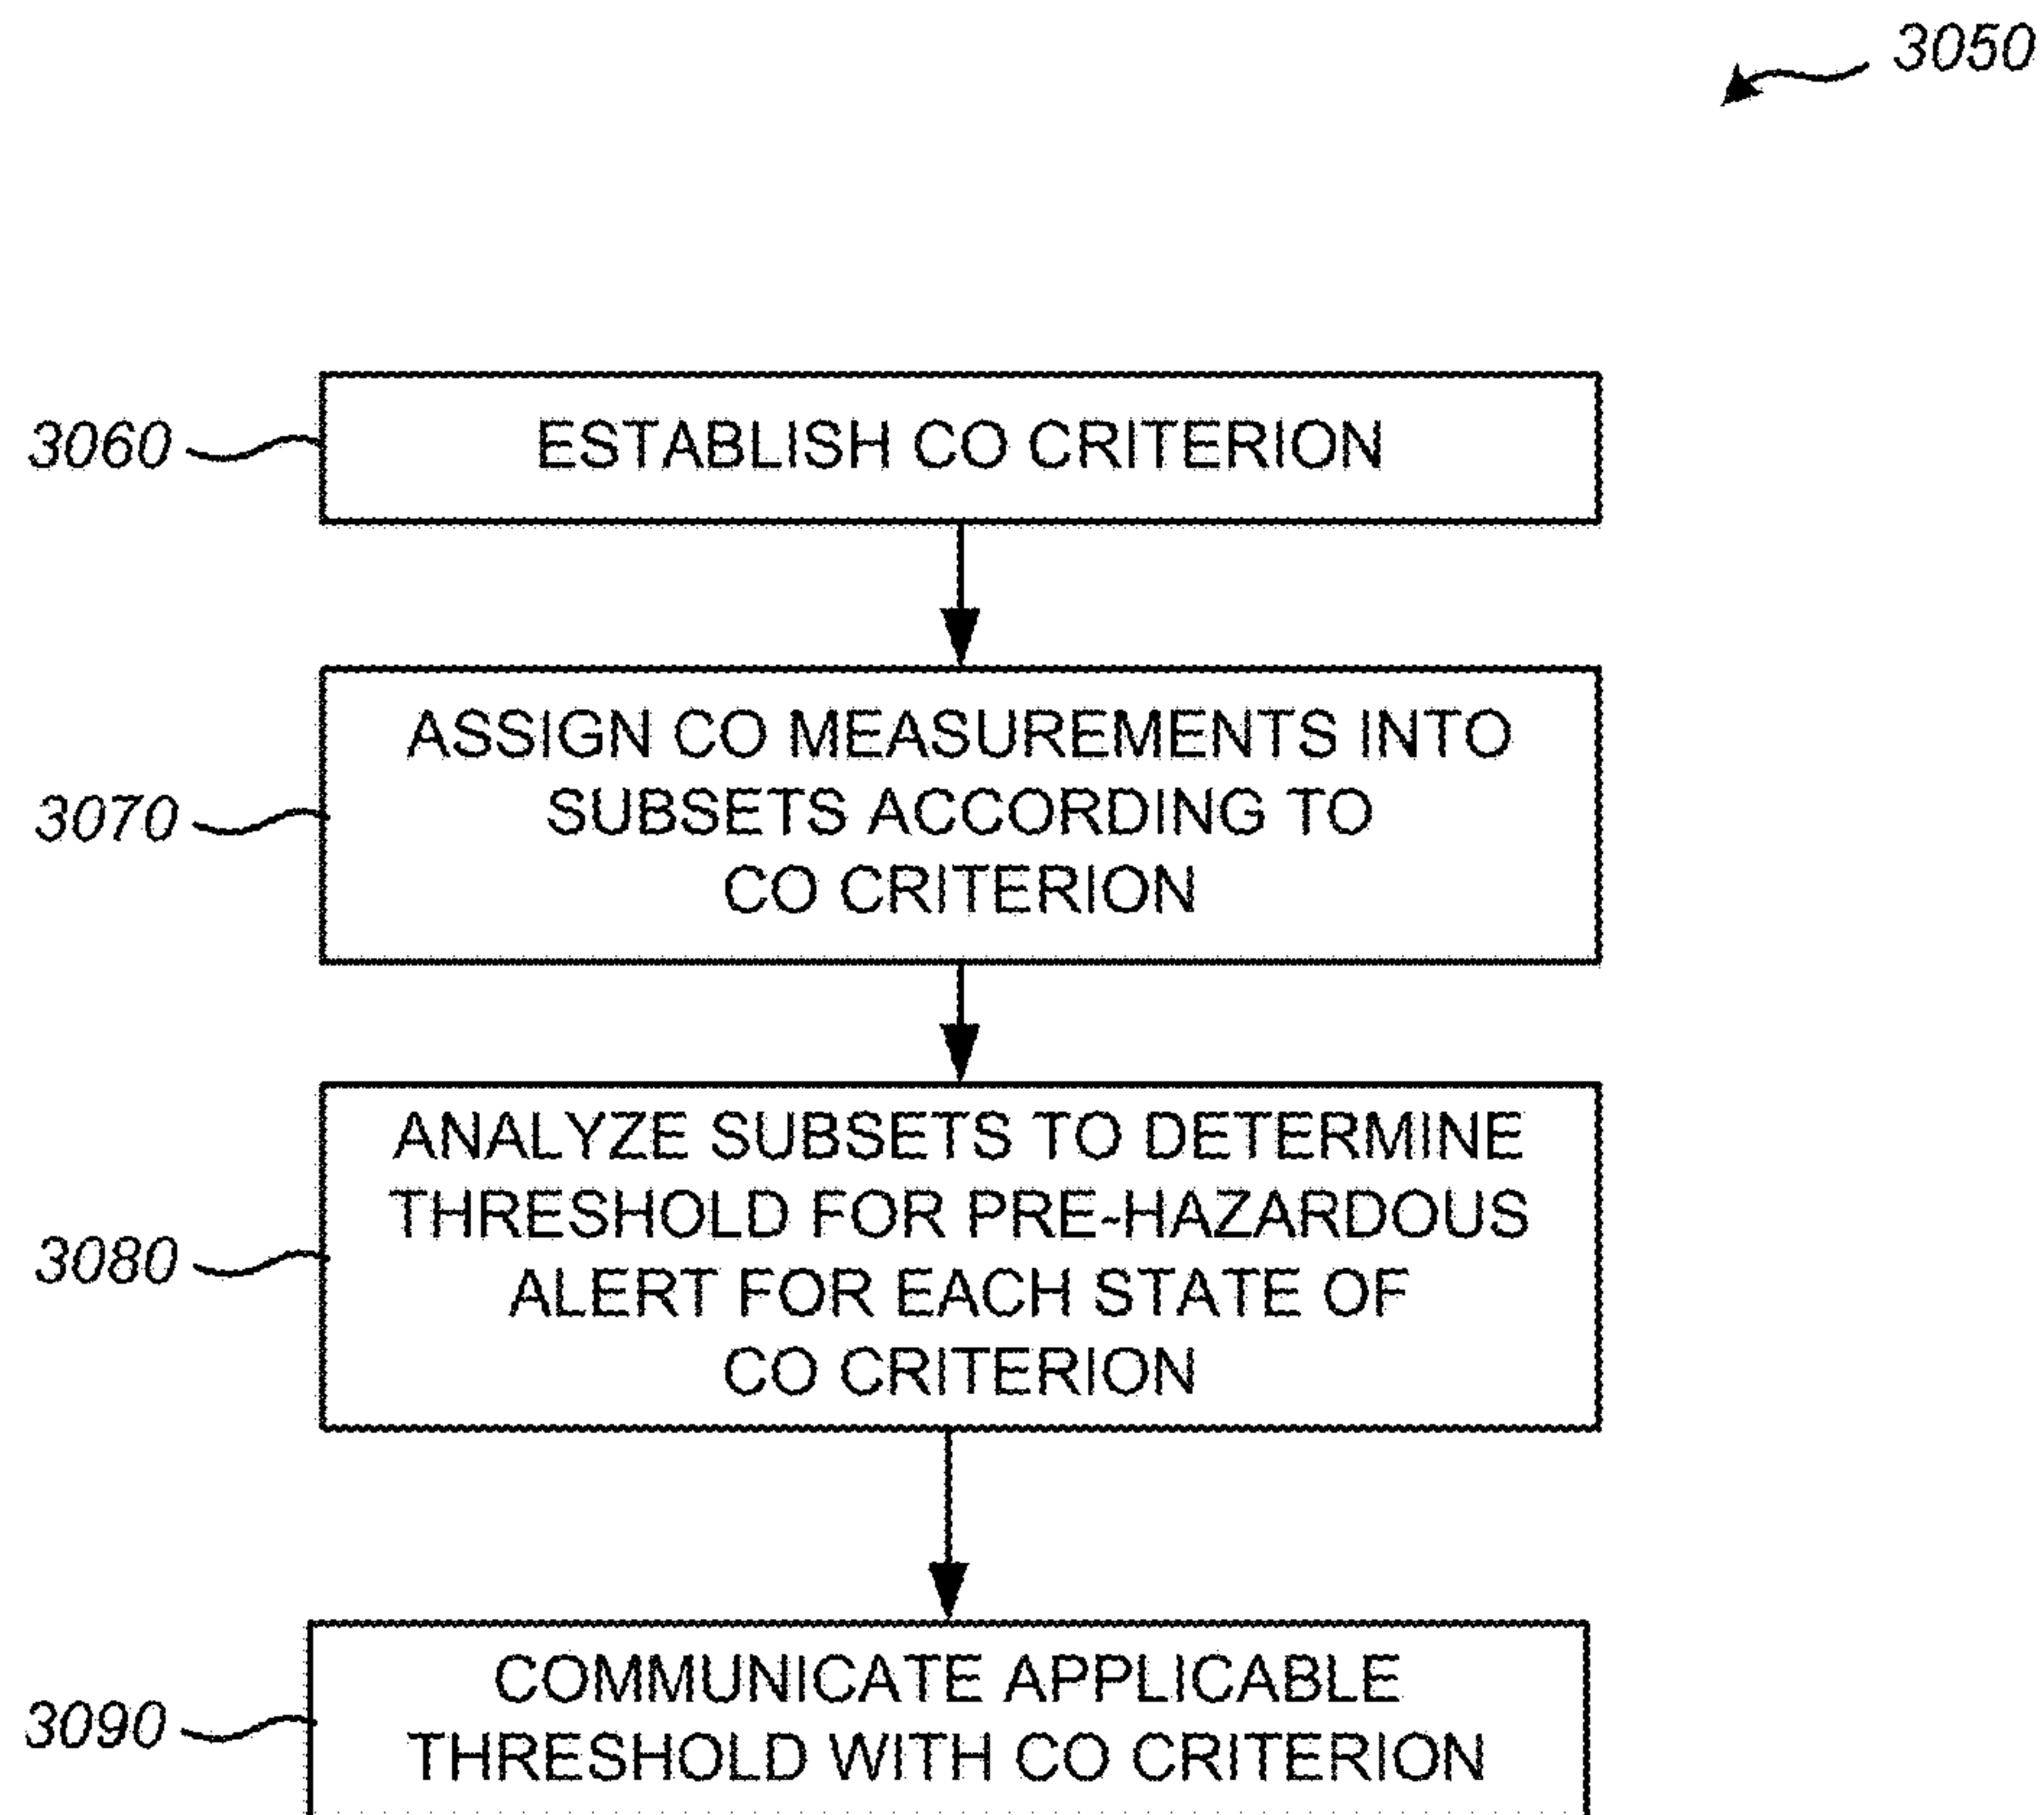 3050
3060
ESTABLISH CO CRITERION
3070
ASSIGN CO MEASUREMENTS INTO
SUBSETS ACCORDING TO
CO CRITERION
3080
ANALYZE SUBSETS TO DETERMINE
THRESHOLD FOR PRE-HAZARDOUS
ALERT FOR EACH STATE OF
CO CRITERION
3090
COMMUNICATE APPLICABLE
THRESHOLD WITH CO CRITERION